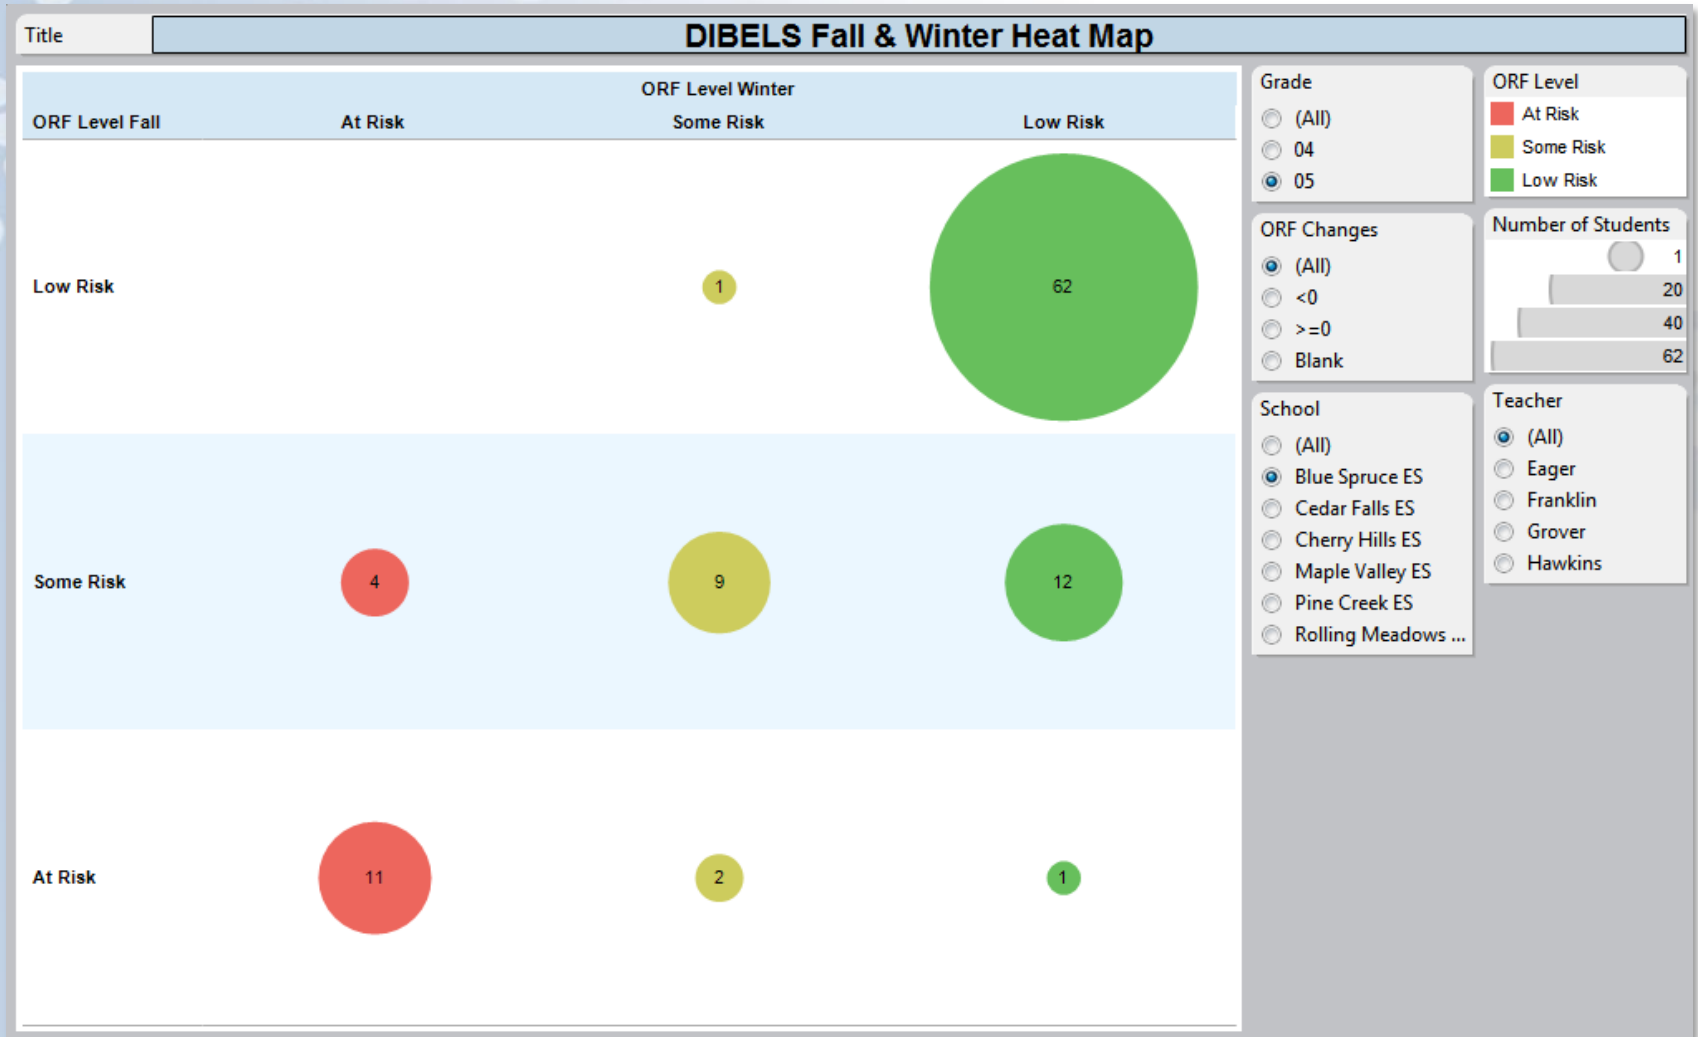 Title
DIBELS Fall & Winter Heat Map
ORF Level Winter
ORF Level Fall At Risk Some Risk Low Risk
Low Risk 1 62
Some Risk 4 9 12
At Risk 11 2 1
Grade
(All)
04
05
ORF Level
At Risk
Some Risk
Low Risk
ORF Changes
(All)
<0
>=0
Blank
Number of Students
1
20
40
62
School
(All)
Blue Spruce ES
Cedar Falls ES
Cherry Hills ES
Maple Valley ES
Pine Creek ES
Rolling Meadows ...
Teacher
(All)
Eager
Franklin
Grover
Hawkins